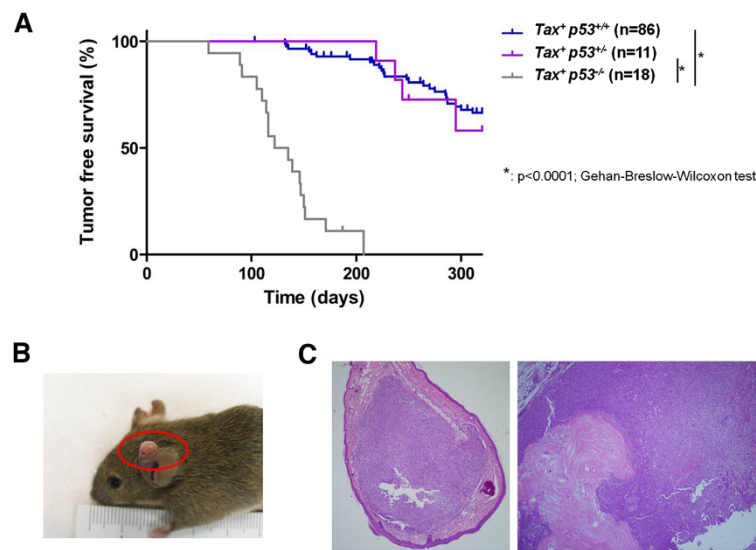 A
Tumor free survival (%)
100
50
0
0 100 200 300
Time (days)
Tax+ p53+/+ (n=86)
Tax+ p53+/- (n=11)
Tax+ p53-/- (n=18)
*
*
*: p<0.0001; Gehan-Breslow-Wilcoxon test
B
C